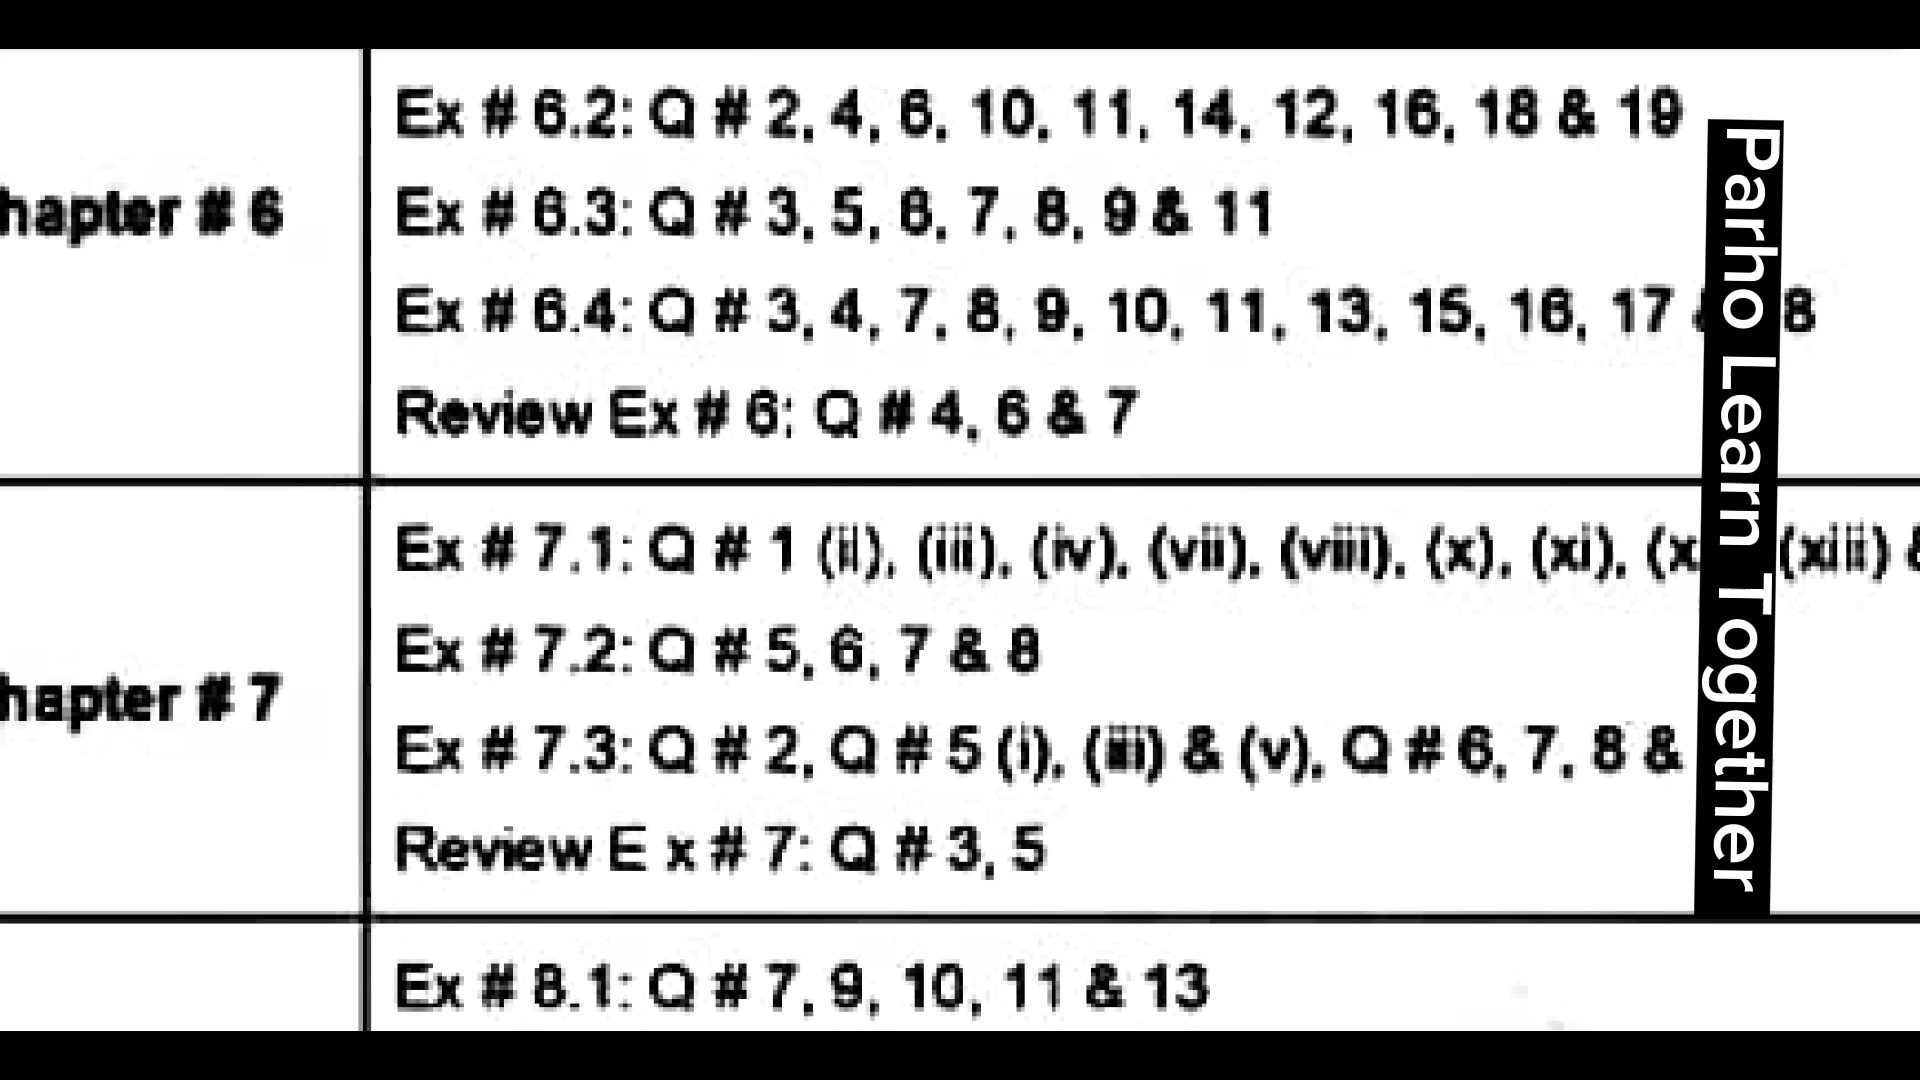 hapter # 6
Ex # 6.2: Q # 2, 4, 6, 10, 11, 14, 12, 16, 18 & 19
Ex # 6.3: Q # 3, 5, 6, 7, 8, 9 & 11
Ex # 6.4: Q # 3, 4, 7, 8, 9, 10, 11, 13, 15, 16, 17 8
Review Ex # 6: Q # 4, 6 & 7
hapter # 7
Ex # 7.1: Q # 1 (ii), (iii), (iv), (vii), (viii), (x), (xi), (x (xiii) &
Ex # 7.2: Q # 5, 6, 7 & 8
Ex # 7.3: Q # 2, Q # 5 (i), (iii) & (v), Q # 6, 7, 8 &
Review E x # 7: Q # 3, 5
Ex # 8.1: Q # 7, 9, 10, 11 & 13
Parho Learn Together